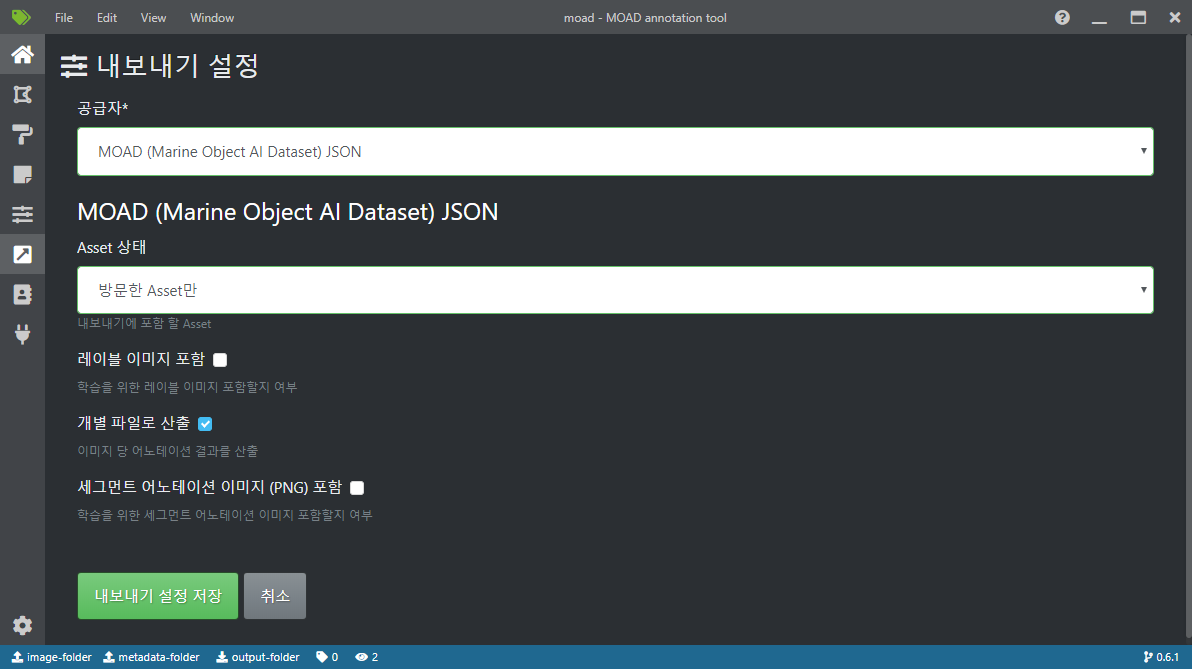 File Edit View Window moad - MOAD annotation tool
내보내기 설정
공급자*
MOAD (Marine Object AI Dataset) JSON
MOAD (Marine Object AI Dataset) JSON
Asset 상태
방문한 Asset만
내보내기에 포함 할 Asset
레이블 이미지 포함
학습을 위한 레이블 이미지 포함할지 여부
개별 파일로 산출
이미지 당 어노테이션 결과를 산출
세그먼트 어노테이션 이미지 (PNG) 포함
학습을 위한 세그먼트 어노테이션 이미지 포함할지 여부
내보내기 설정 저장 취소
image-folder metadata-folder output-folder 0 2 0.6.1